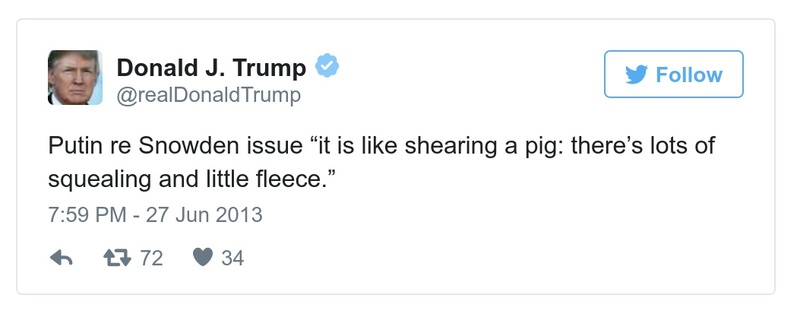 Donald J. Trump
@realDonaldTrump
Follow
Putin re Snowden issue “it is like shearing a pig: there’s lots of
squealing and little fleece.”
7:59 PM - 27 Jun 2013
72 34